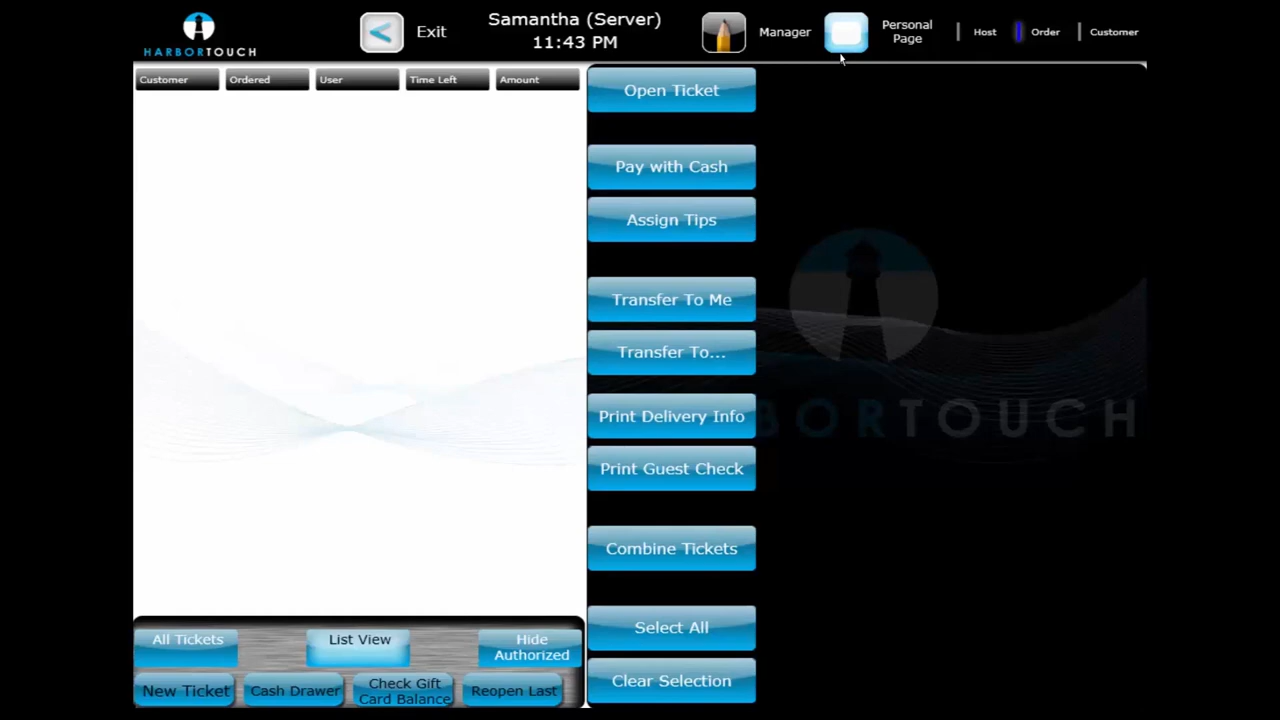 HARBORTOUCH
Exit
Samantha (Server)
11:43 PM
Manager
Personal
Page
Host
Order
Customer
Customer
Ordered
User
Time Left
Amount
Open Ticket
Pay with Cash
Assign Tips
Transfer To Me
Transfer To...
Print Delivery Info
Print Guest Check
Combine Tickets
Select All
Clear Selection
BORTOUCH
All Tickets
List View
Hide
Authorized
New Ticket
Cash Drawer
Check Gift
Card Balance
Reopen Last